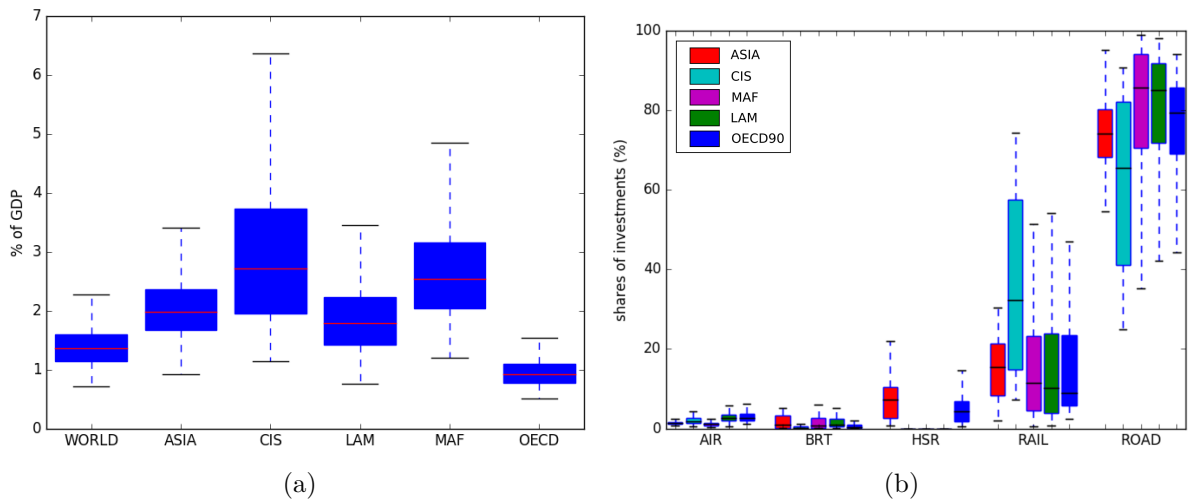 7
6
5
4
3
2
1
0
% of GDP
WORLD ASIA CIS LAM MAF OECD
(a)
100
80
60
40
20
0
shares of investments (%)
ASIA
CIS
MAF
LAM
OECD90
AIR BRT HSR RAIL ROAD
(b)